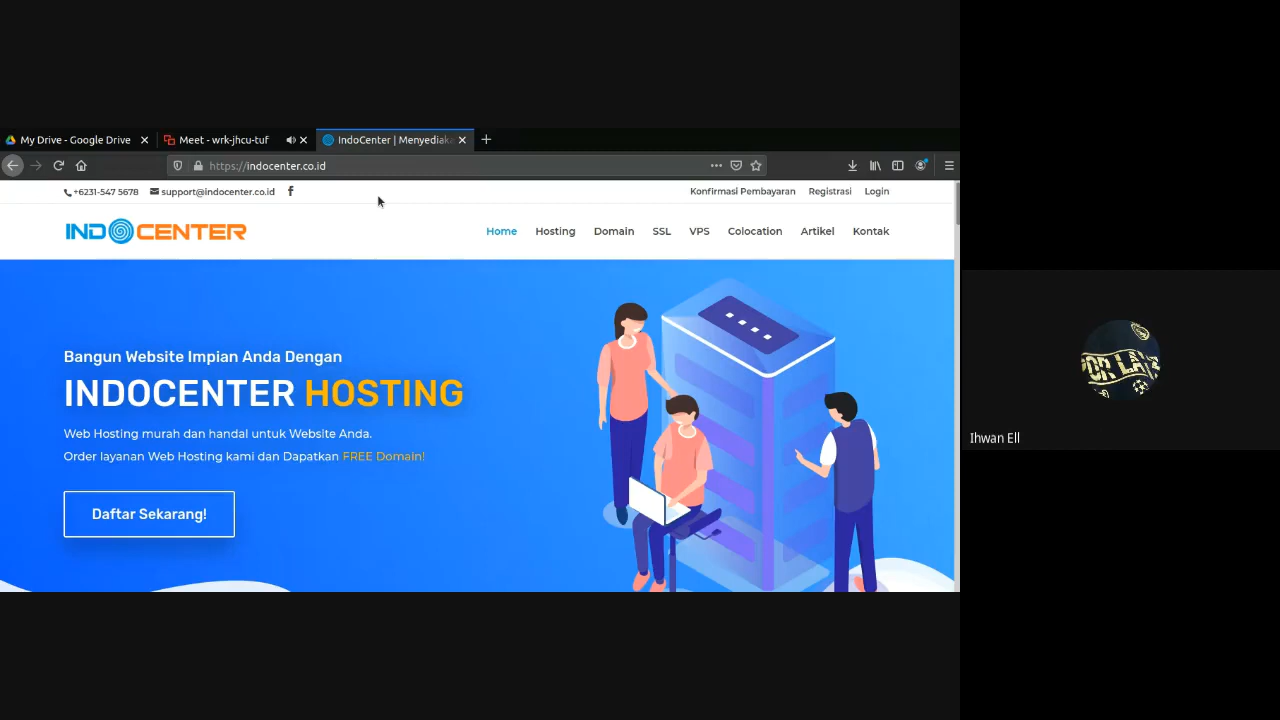 My Drive - Google Drive
Meet - wrk-jhcu-tuf
IndoCenter | Menyediaka
https://indocenter.co.id
+6231-547 5678
support@indocenter.co.id
Konfirmasi Pembayaran
Registrasi
Login
INDOCENTER
Home
Hosting
Domain
SSL
VPS
Colocation
Artikel
Kontak
Bangun Website Impian Anda Dengan
INDOCENTER HOSTING
Web Hosting murah dan handal untuk Website Anda.
Order layanan Web Hosting kami dan Dapatkan FREE Domain!
Daftar Sekarang!
Ihwan Ell